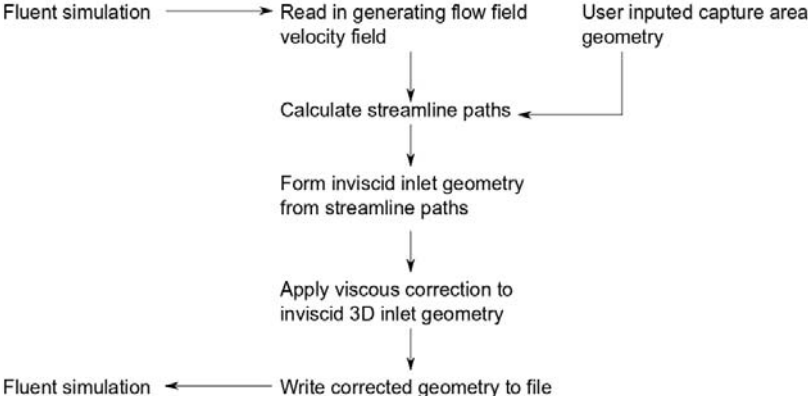 Fluent simulation
Read in generating flow field
velocity field
User inputed capture area
geometry
Calculate streamline paths
Form inviscid inlet geometry
from streamline paths
Apply viscous correction to
inviscid 3D inlet geometry
Fluent simulation
Write corrected geometry to file